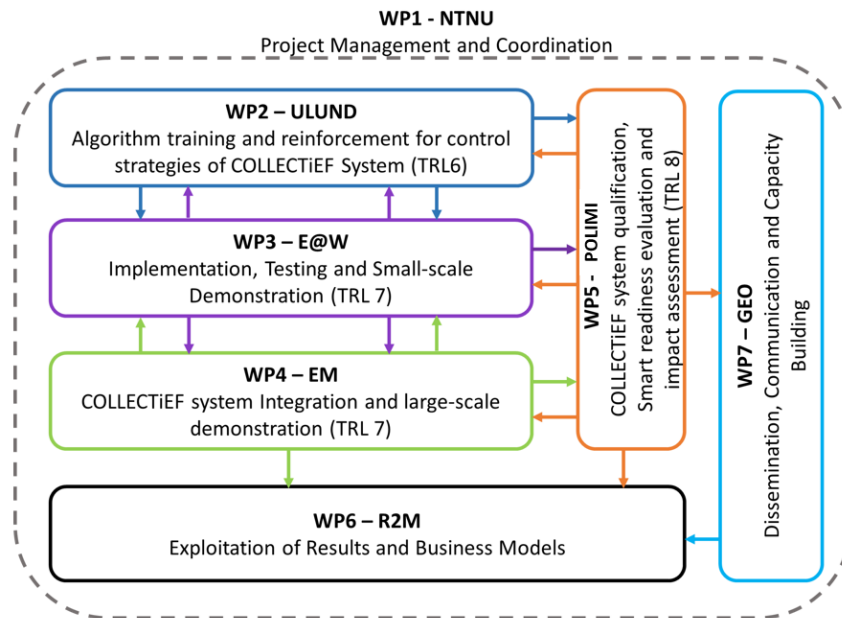 WP1 - NTNU
Project Management and Coordination
WP2 – ULUND
Algorithm training and reinforcement for control
strategies of COLLECTiEF System (TRL6)
WP3 – E@W
Implementation, Testing and Small-scale
Demonstration (TRL 7)
WP4 – EM
COLLECTiEF system Integration and large-scale
demonstration (TRL 7)
WP5 - POLIMI
COLLECTiEF system qualification,
Smart readiness evaluation and
impact assessment (TRL 8)
WP7 – GEO
Dissemination, Communication and Capacity
Building
WP6 – R2M
Exploitation of Results and Business Models